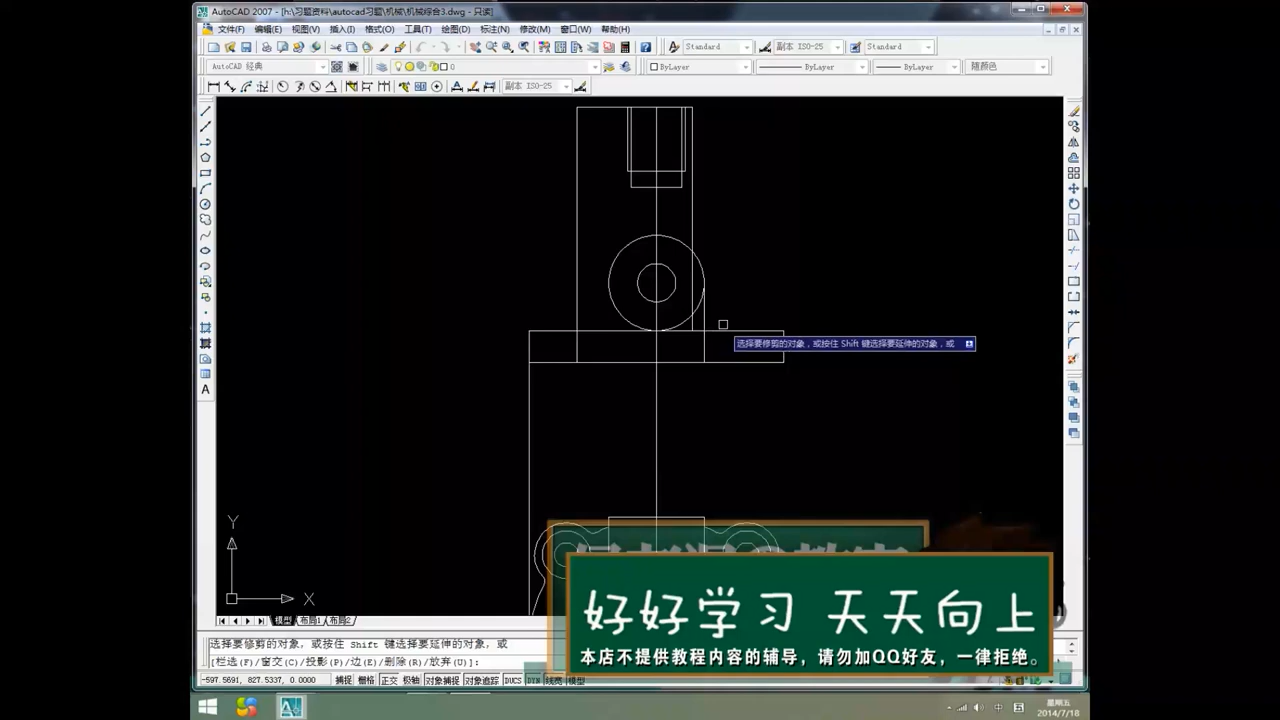 AutoCAD 2007 - [h:\习题资料\autocad习题\机械\机械综合3.dwg - 只读]
文件(F) 编辑(E) 视图(V) 插入(I) 格式(O) 工具(T) 绘图(D) 标注(N) 修改(M) 窗口(W) 帮助(H)
Standard 副本 ISO-25 Standard
AutoCAD 经典 0 ByLayer ByLayer ByLayer 随颜色
副本 ISO-25
选择要修剪的对象，或按住 Shift 键选择要延伸的对象，或
Y
X
好好学习 天天向上
本店不提供教程内容的辅导，请勿加QQ好友，一律拒绝。
模型 布局1 布局2
选择要修剪的对象，或按住 Shift 键选择要延伸的对象，或
[栏选(F)/窗交(C)/投影(P)/边(E)/删除(R)/放弃(U)]:
-597.5691, 827.5337, 0.0000 捕捉 栅格 正交 极轴 对象捕捉 对象追踪 DUCS DYN 线宽 模型
中 星期五
2014/7/18